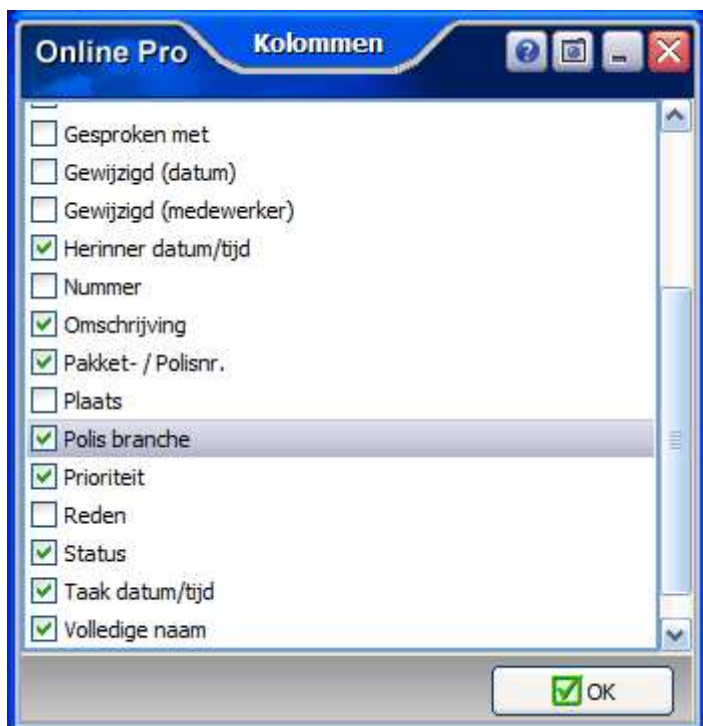 Online Pro
Kolommen
Gesproken met
Gewijzigd (datum)
Gewijzigd (medewerker)
Herinner datum/tijd
Nummer
Omschrijving
Pakket- / Polisnr.
Plaats
Polis branche
Prioriteit
Reden
Status
Taak datum/tijd
Volledige naam
OK